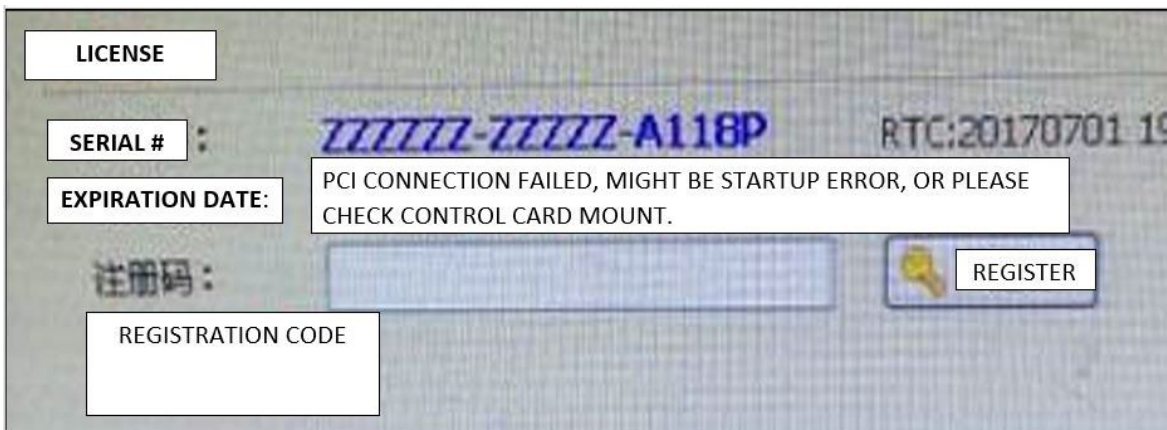 LICENSE
SERIAL # :
ZZZZZZ-ZZZZZ-A118P
RTC:20170701 19
EXPIRATION DATE:
PCI CONNECTION FAILED, MIGHT BE STARTUP ERROR, OR PLEASE
CHECK CONTROL CARD MOUNT.
注册码：
REGISTER
REGISTRATION CODE